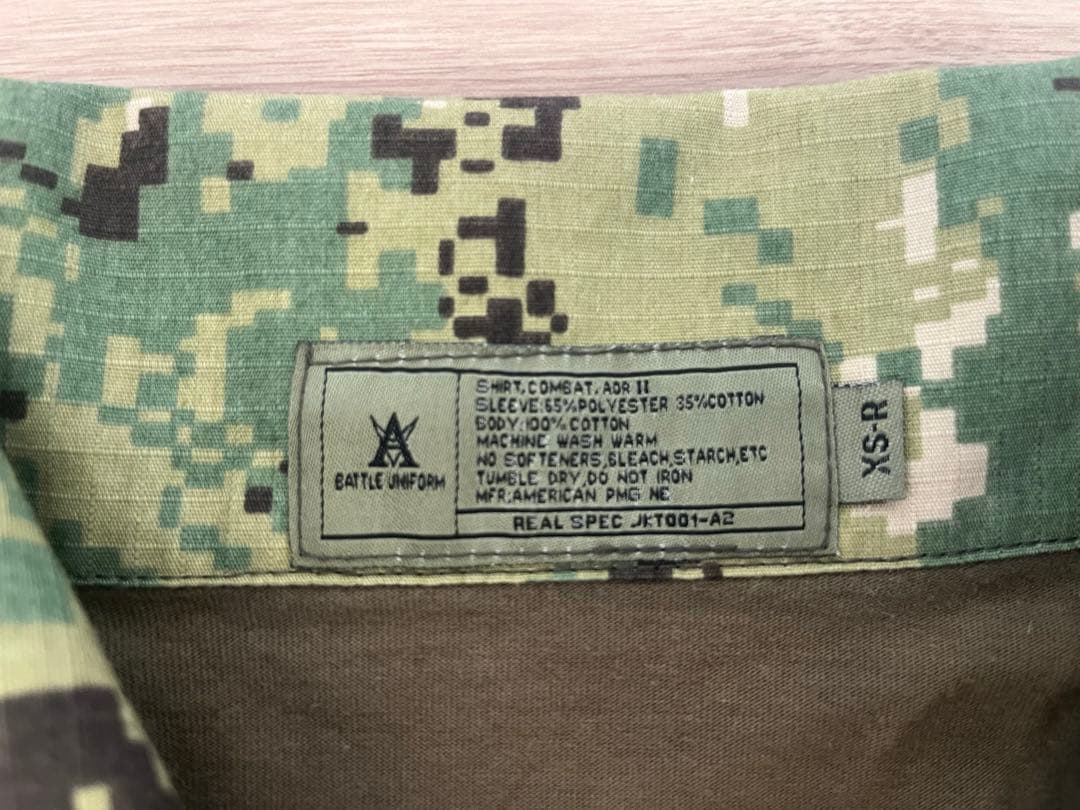 BATTLE UNIFORM
SHIRT, COMBAT, AOR II
SLEEVE:65%POLYESTER 35%COTTON
BODY:100%COTTON
MACHINE WASH WARM
NO SOFTENERS,BLEACH,STARCH,ETC
TUMBLE DRY,DO NOT IRON
MFR:AMERICAN PMG NE
REAL SPEC JKT001-A2
XS-R